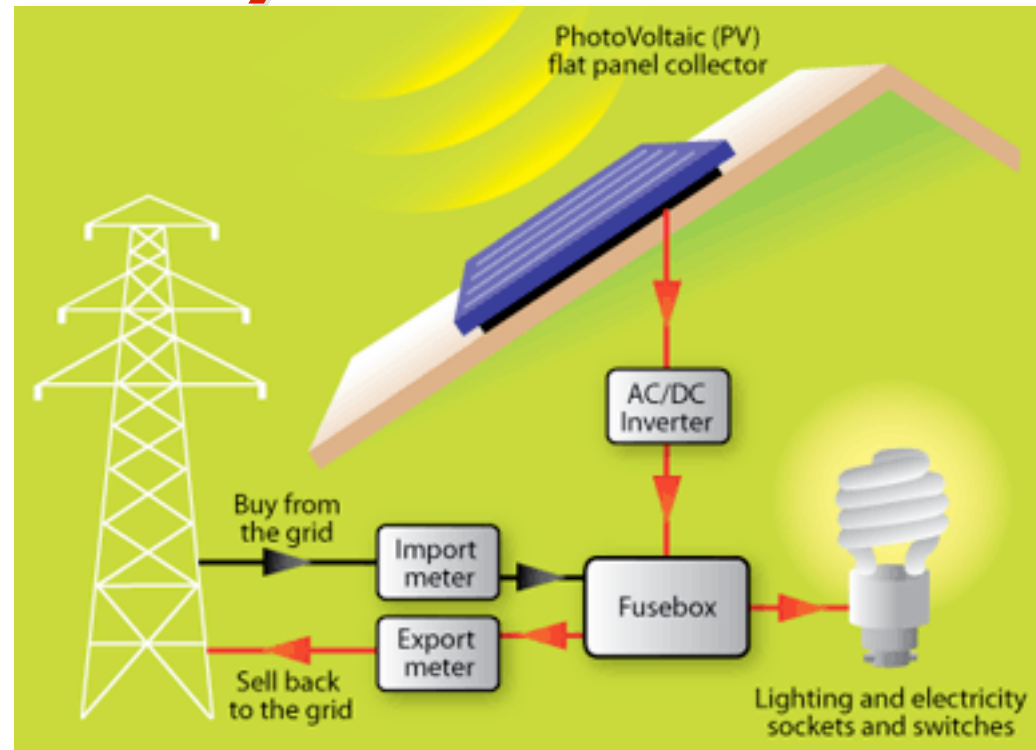 PhotoVoltaic (PV)
flat panel collector
AC/DC
Inverter
Buy from
the grid
Import
meter
Fusebox
Export
meter
Sell back
to the grid
Lighting and electricity
sockets and switches